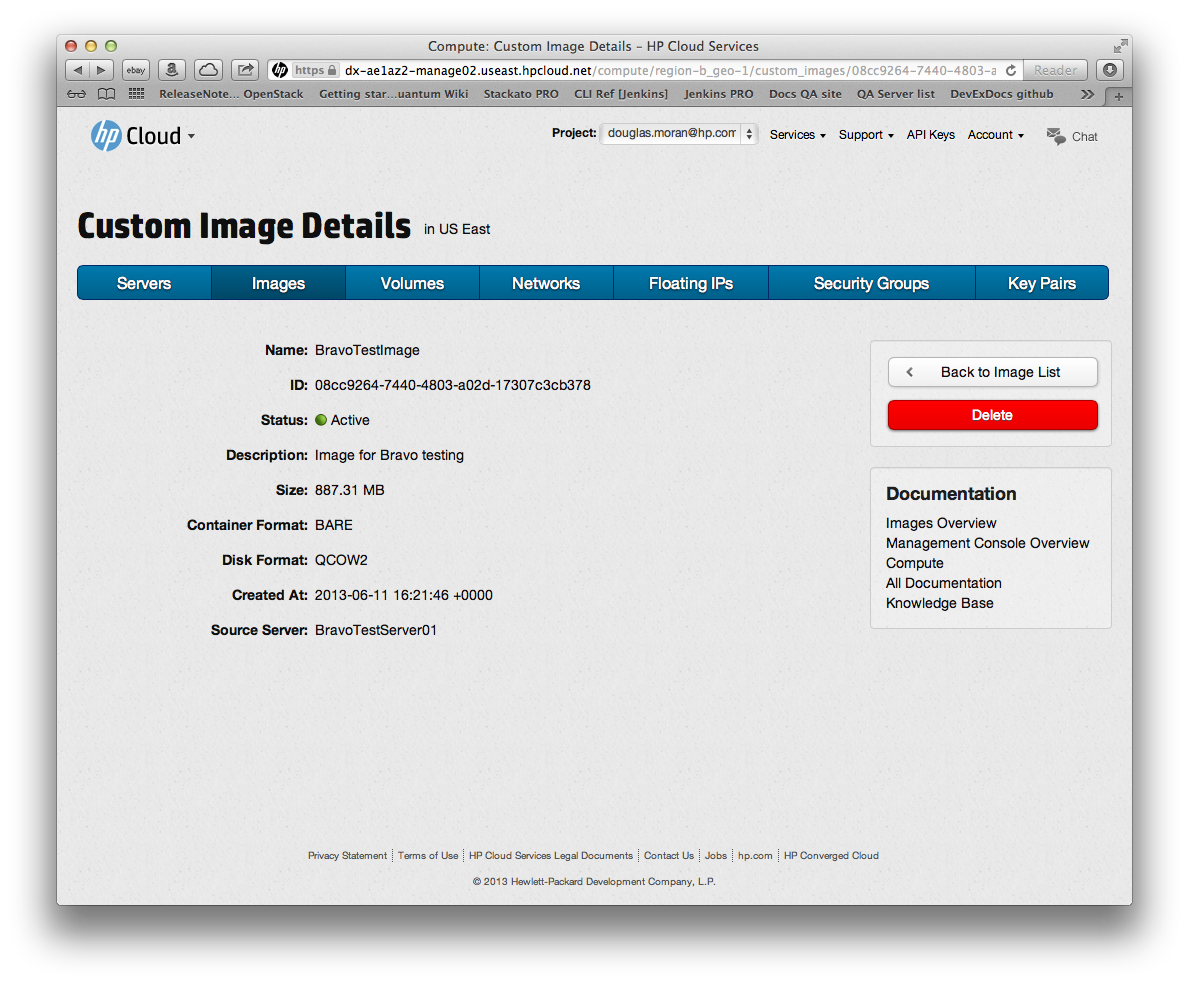 Compute: Custom Image Details – HP Cloud Services
ebay a hp https dx-ae1az2-manage02.useast.hpcloud.net/compute/region-b_geo-1/custom_images/08cc9264-7440-4803-a Reader
ReleaseNote... OpenStack Getting star...uantum Wiki Stackato PRO CLI Ref [Jenkins] Jenkins PRO Docs QA site QA Server list DevExDocs github >> +
hp Cloud Project: douglas.moran@hp.com Services Support API Keys Account Chat
Custom Image Details in US East
Servers Images Volumes Networks Floating IPs Security Groups Key Pairs
Name: BravoTestImage
ID: 08cc9264-7440-4803-a02d-17307c3cb378
Status: Active
Description: Image for Bravo testing
Size: 887.31 MB
Container Format: BARE
Disk Format: QCOW2
Created At: 2013-06-11 16:21:46 +0000
Source Server: BravoTestServer01
Back to Image List
Delete
Documentation
Images Overview
Management Console Overview
Compute
All Documentation
Knowledge Base
Privacy Statement Terms of Use HP Cloud Services Legal Documents Contact Us Jobs hp.com HP Converged Cloud
© 2013 Hewlett-Packard Development Company, L.P.